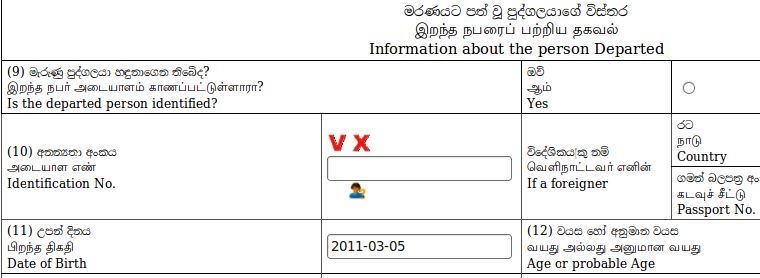 මරණයට පත් වූ පුද්ගලයාගේ විස්තර
இறந்த நபரைப் பற்றிய தகவல்
Information about the person Departed
(9) මැරුණු පුද්ගලයා හඳුනාගෙන තිබේද?
இறந்த நபர் அடையாளம் காணப்பட்டுள்ளாரா?
Is the departed person identified?
ඔව්
ஆம்
Yes
(10) අනන්‍යතා අංකය
அடையாள எண்
Identification No.
V X
විදේශිකයකු නම්
வெளிநாட்டவர் எனின்
If a foreigner
රට
நாடு
Country
ගමන් බලපත්‍ර අං
கடவுச் சீட்டு
Passport No.
(11) උපන් දිනය
பிறந்த திகதி
Date of Birth
2011-03-05
(12) වයස හෝ අනුමාන වයස
வயது அல்லது அனுமான வயது
Age or probable Age